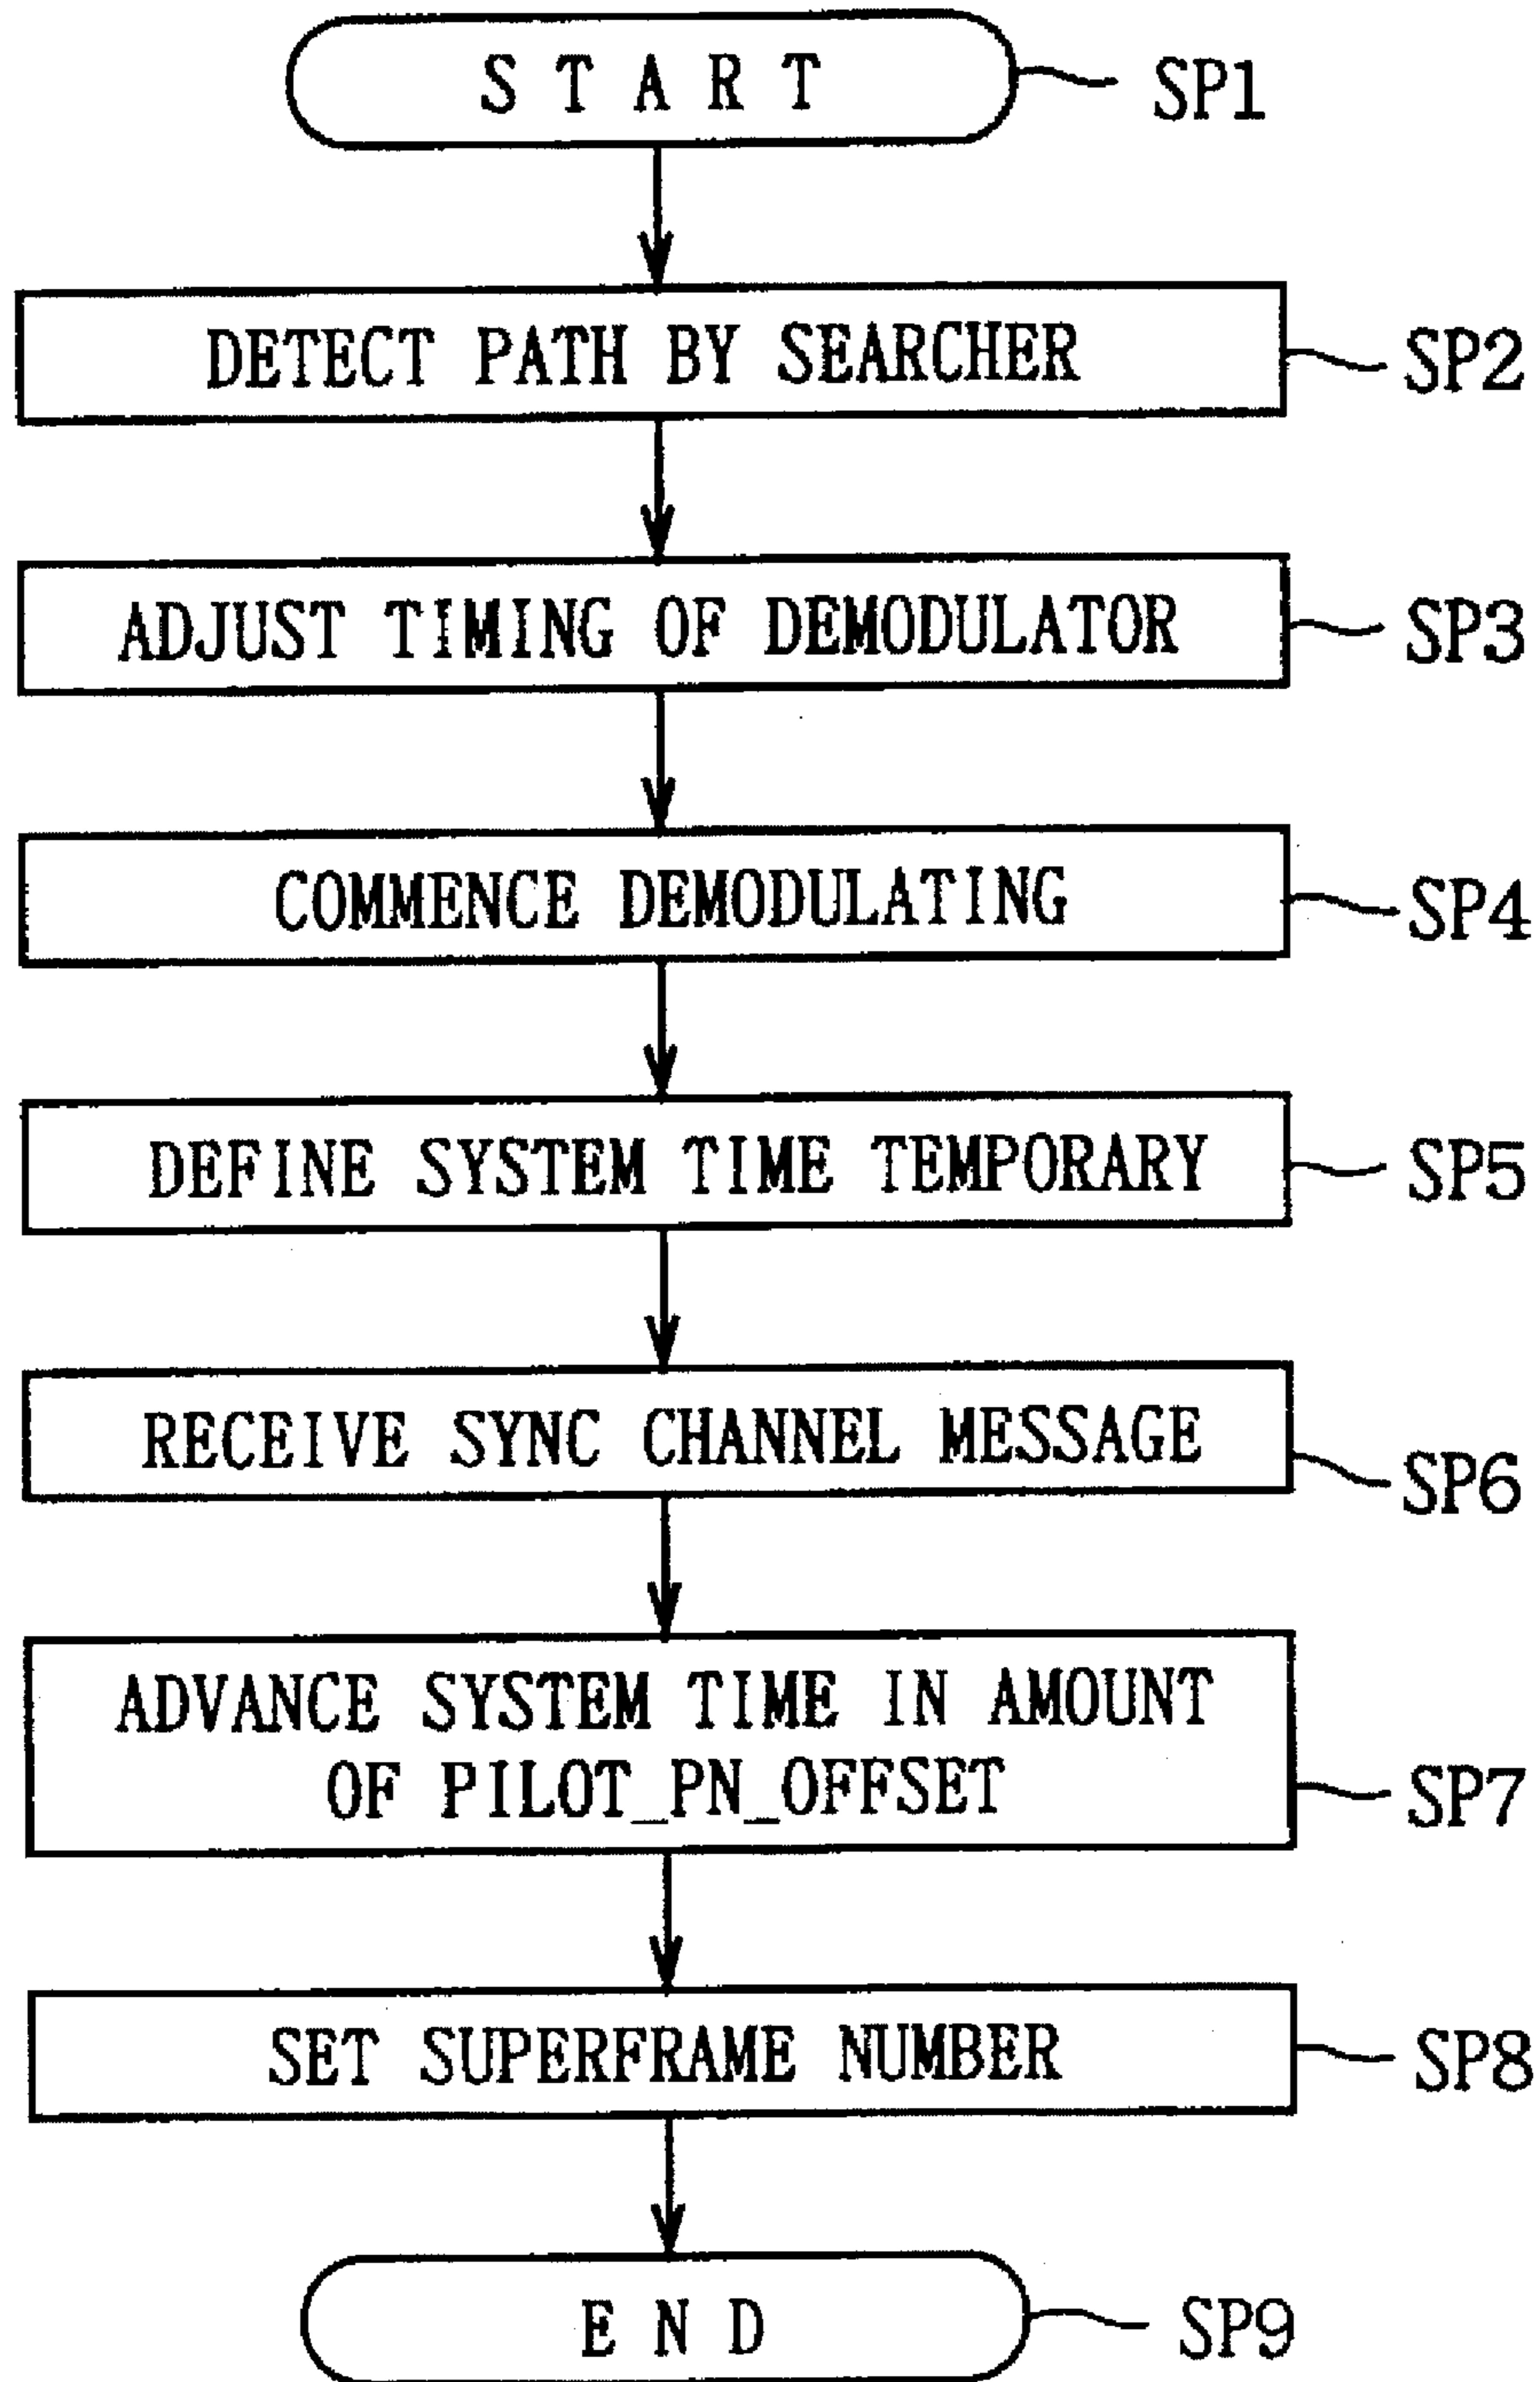 START
SP1
DETECT PATH BY SEARCHER
SP2
ADJUST TIMING OF DEMODULATOR
SP3
COMMENCE DEMODULATING
SP4
DEFINE SYSTEM TIME TEMPORARY
SP5
RECEIVE SYNC CHANNEL MESSAGE
SP6
ADVANCE SYSTEM TIME IN AMOUNT
OF PILOT_PN_OFFSET
SP7
SET SUPERFRAME NUMBER
SP8
END
SP9